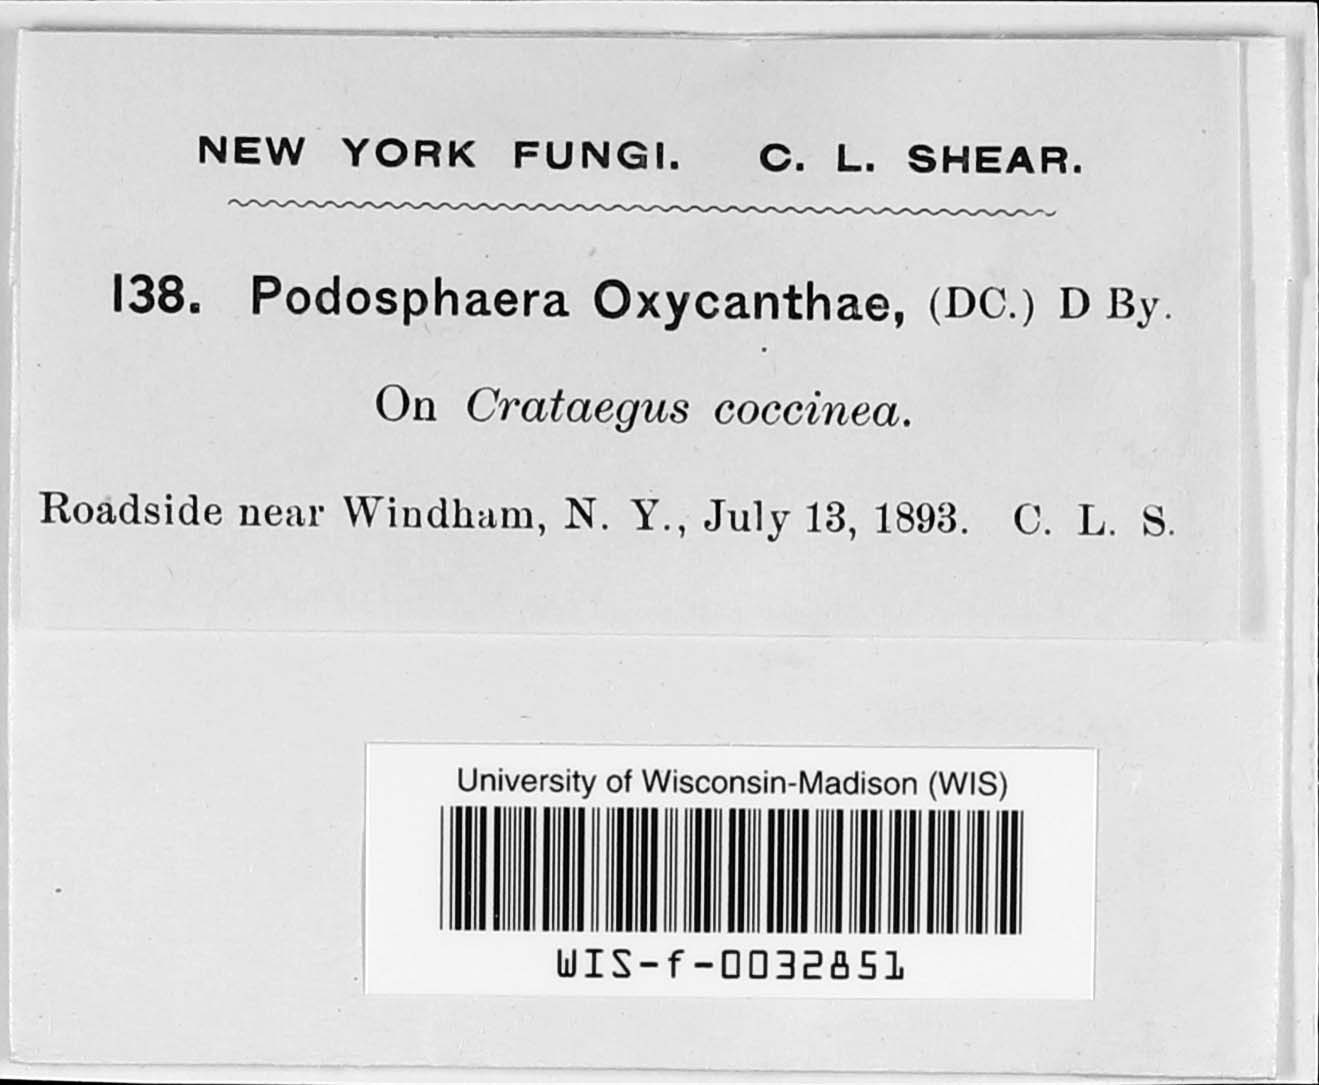 NEW YORK FUNGI. C. L. SHEAR.
138. Podosphaera Oxycanthae, (DC.) D By.
On Crataegus coccinea.
Roadside near Windham, N. Y., July 13, 1893. C. L. S.
University of Wisconsin-Madison (WIS)
WIS-f-0032851